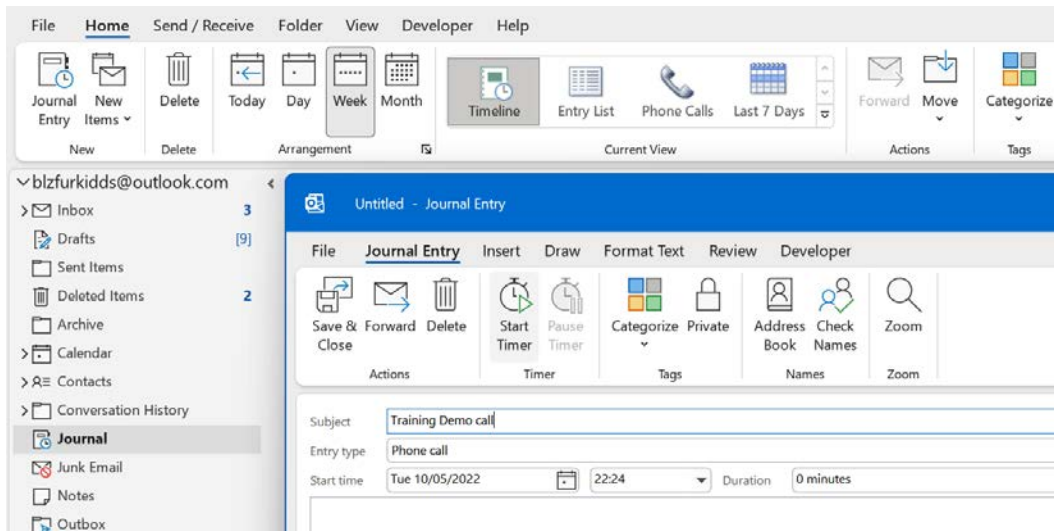 File Home Send / Receive Folder View Developer Help
Journal Entry New Items Delete Today Day Week Month Timeline Entry List Phone Calls Last 7 Days Forward Move Categorize
New Delete Arrangement Current View Actions Tags
blzfurkidds@outlook.com
Inbox 3
Drafts [9]
Sent Items
Deleted Items 2
Archive
Calendar
Contacts
Conversation History
Journal
Junk Email
Notes
Outbox
Untitled - Journal Entry
File Journal Entry Insert Draw Format Text Review Developer
Save & Close Forward Delete Start Timer Pause Timer Categorize Private Address Book Check Names Zoom
Actions Timer Tags Names Zoom
Subject Training Demo call
Entry type Phone call
Start time Tue 10/05/2022 22:24 Duration 0 minutes